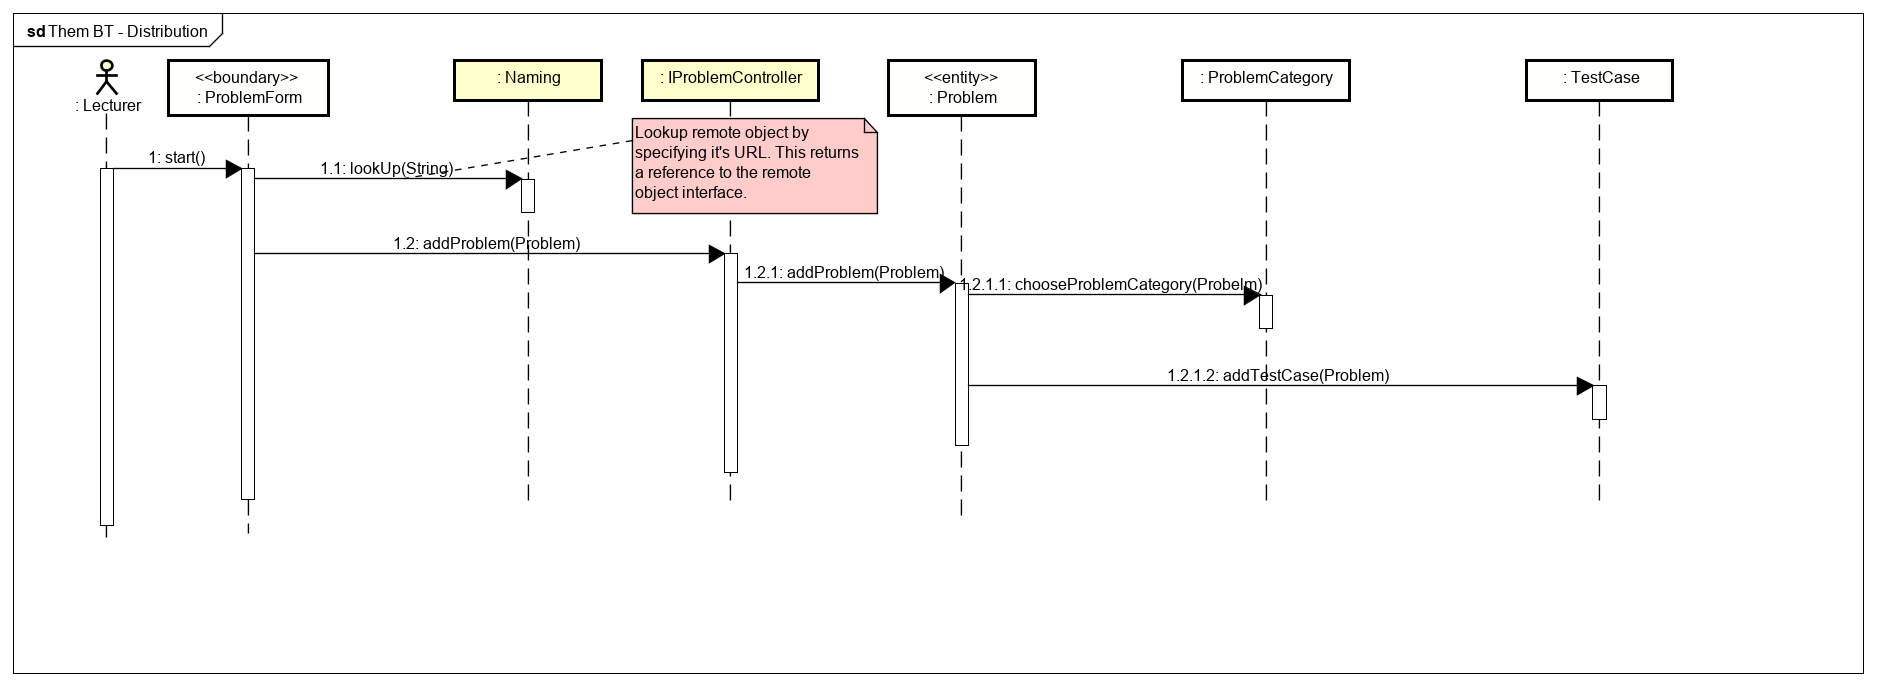 sd Them BT - Distribution
: Lecturer
<<boundary>>
: ProblemForm
: Naming
: IProblemController
<<entity>>
: Problem
: ProblemCategory
: TestCase
Lookup remote object by
specifying it's URL. This returns
a reference to the remote
object interface.
1: start()
1.1: lookUp(String)
1.2: addProblem(Problem)
1.2.1: addProblem(Problem)
1.2.1.1: chooseProblemCategory(Probelm)
1.2.1.2: addTestCase(Problem)